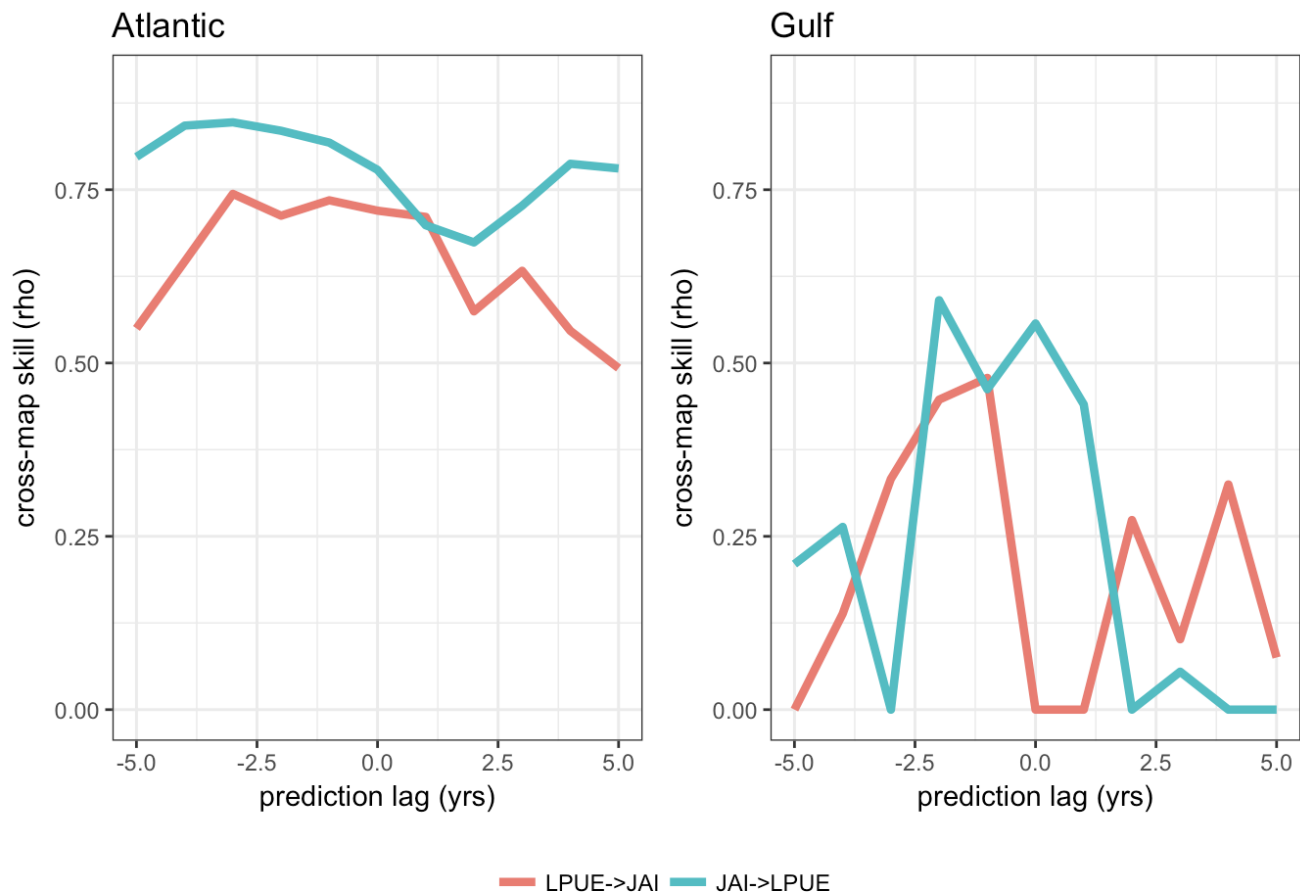 Atlantic
Gulf
cross-map skill (rho)
0.75
0.50
0.25
0.00
-5.0 -2.5 0.0 2.5 5.0
prediction lag (yrs)
cross-map skill (rho)
0.75
0.50
0.25
0.00
-5.0 -2.5 0.0 2.5 5.0
prediction lag (yrs)
LPUE->JAI JAI->LPUE